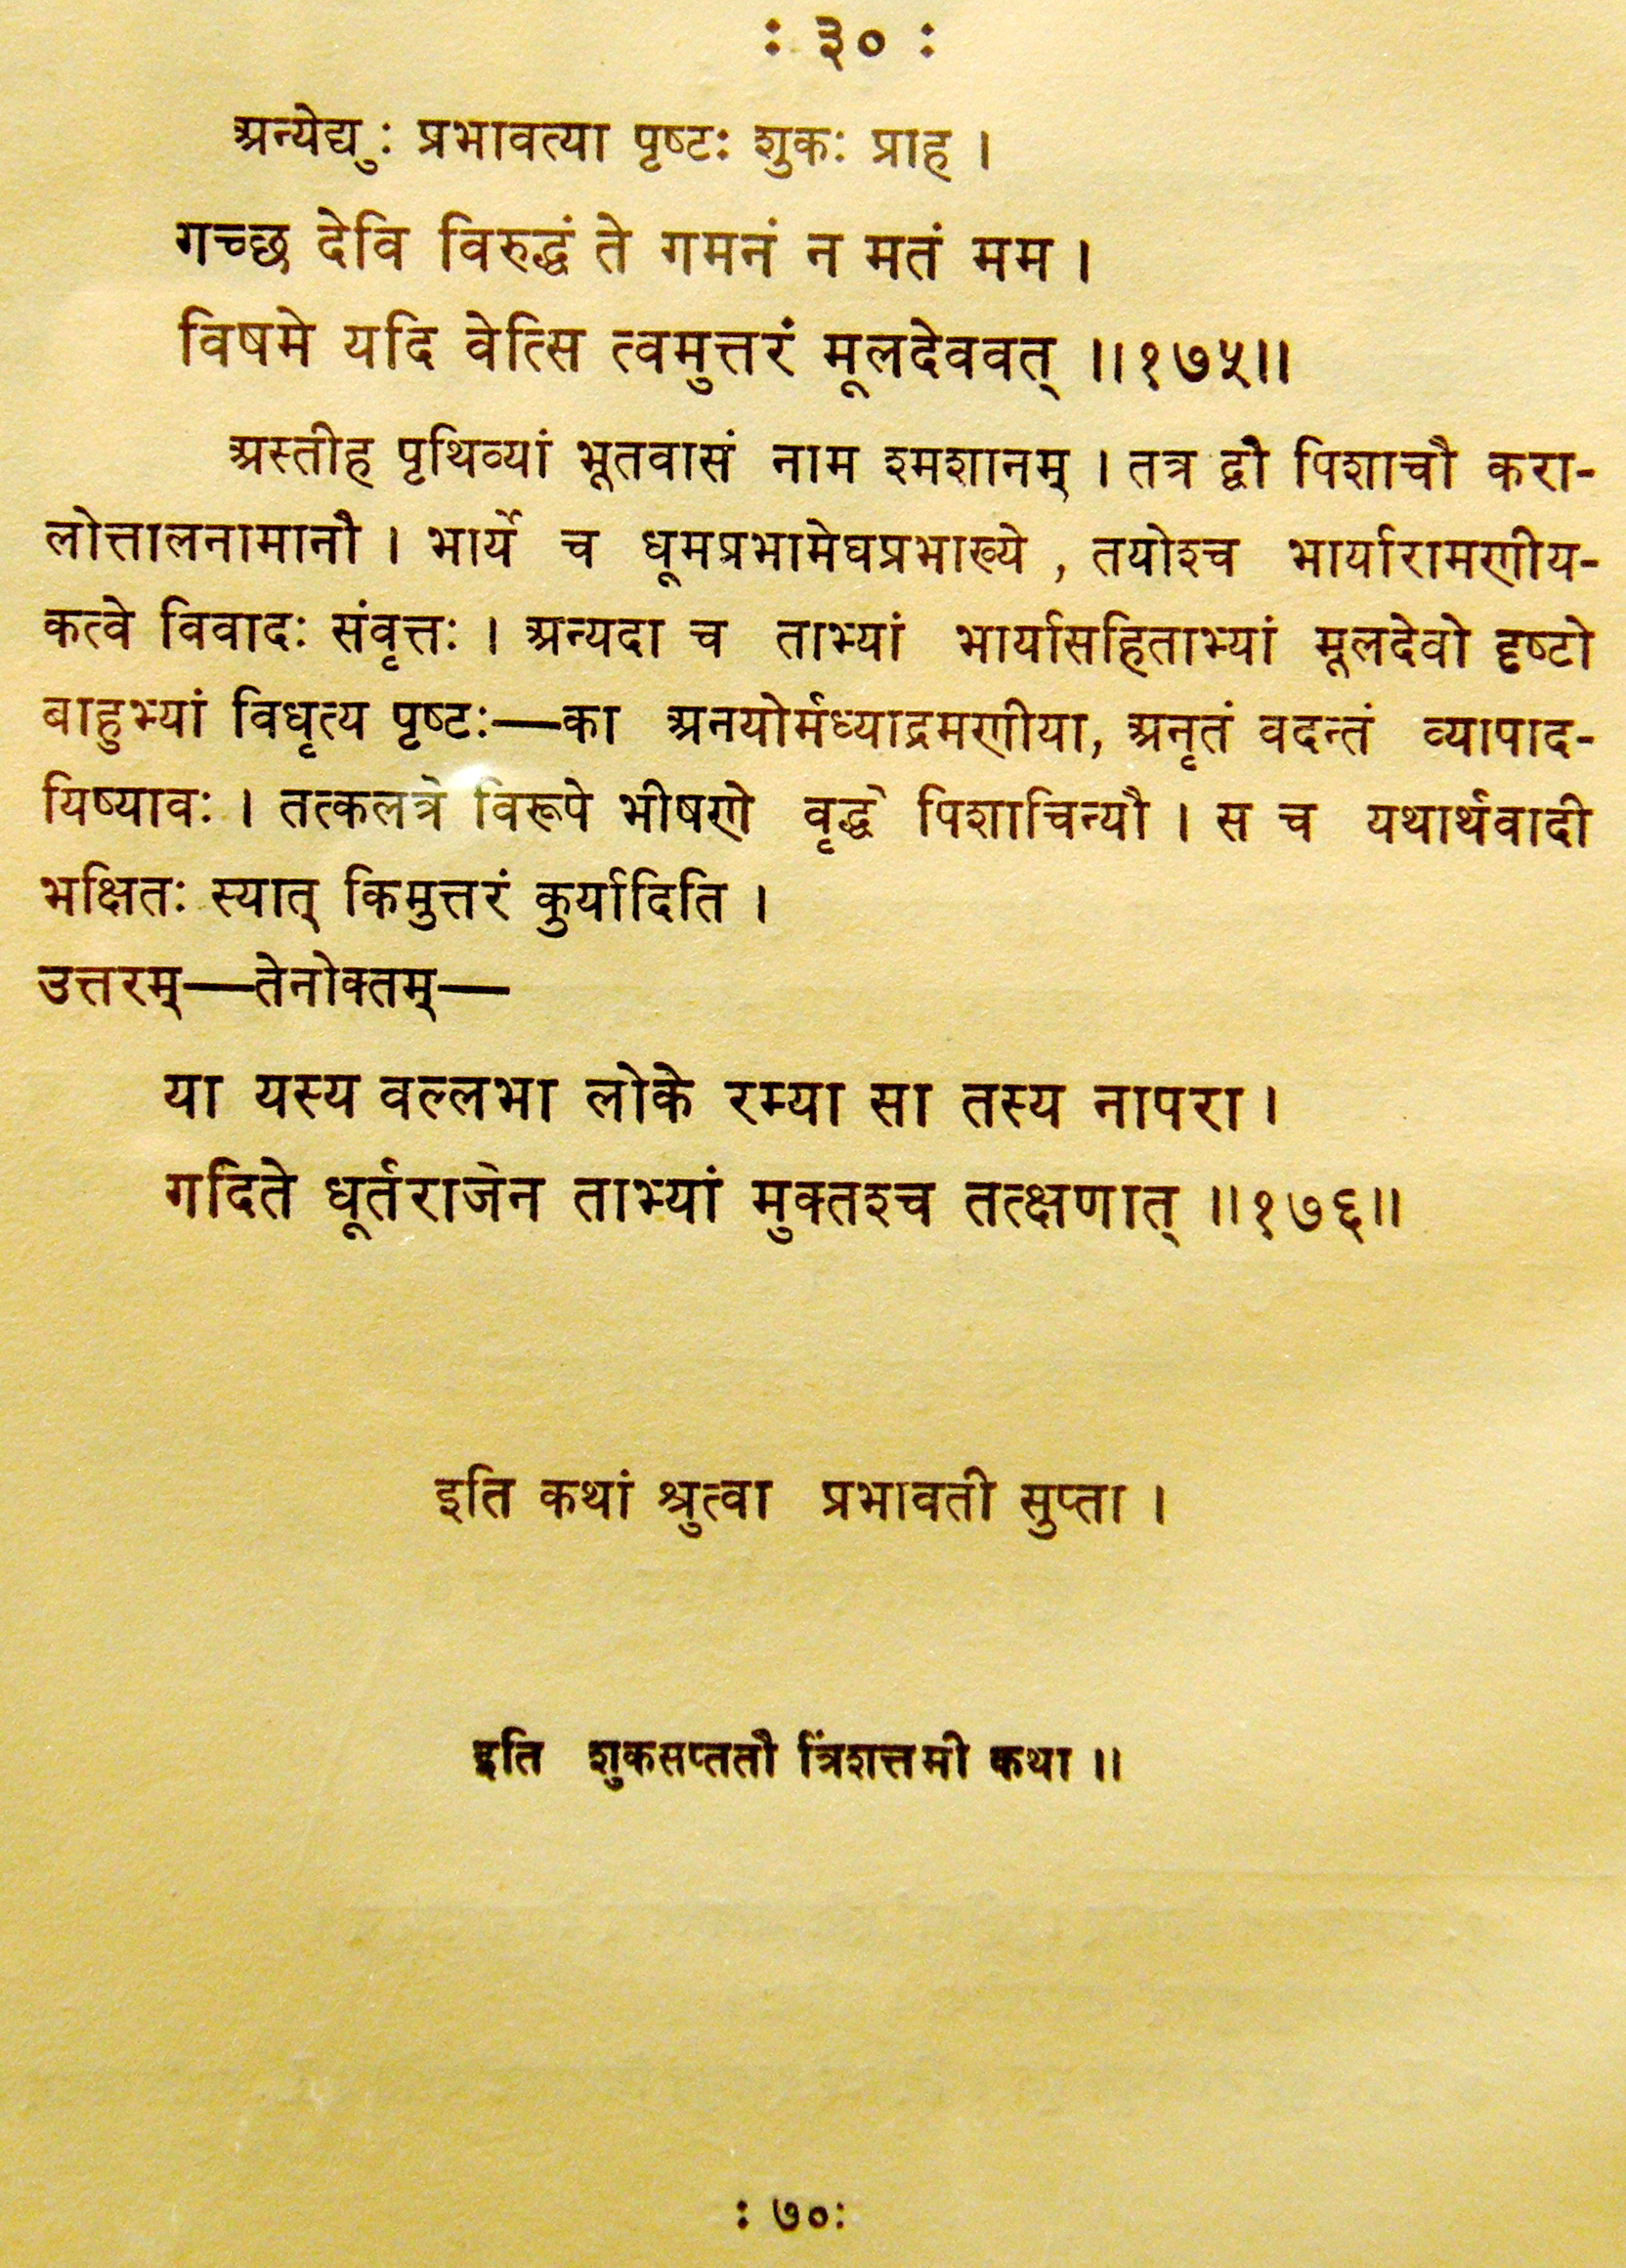 : ३० :
अन्येद्युः प्रभावत्या पृष्टः शुकः प्राह ।
गच्छ देवि विरुद्धं ते गमनं न मतं मम ।
विषमे यदि वेत्सि त्वमुत्तरं मूलदेववत् ॥१७५॥
अस्तीह पृथिव्यां भूतवासं नाम श्मशानम् । तत्र द्वौ पिशाचौ करा-
लोत्तालनामानौ । भार्ये च धूमप्रभामेघप्रभाख्ये , तयोश्च भार्यारामणीय-
कत्वे विवादः संवृत्तः । अन्यदा च ताभ्यां भार्यासहिताभ्यां मूलदेवो दृष्टो
बाहुभ्यां विधृत्य पृष्टः—का अनयोर्मध्याद्रमणीया, अनृतं वदन्तं व्यापाद-
यिष्यावः । तत्कलत्रे विरूपे भीषणे वृद्धे पिशाचिन्यौ । स च यथार्थवादी
भक्षितः स्यात् किमुत्तरं कुर्यादिति ।
उत्तरम्—तेनोक्तम्—
या यस्य वल्लभा लोके रम्या सा तस्य नापरा ।
गदिते धूर्तराजेन ताभ्यां मुक्तश्च तत्क्षणात् ॥१७६॥
इति कथां श्रुत्वा प्रभावती सुप्ता ।
इति शुकसप्ततौ त्रिंशत्तमी कथा ॥
: ७०: